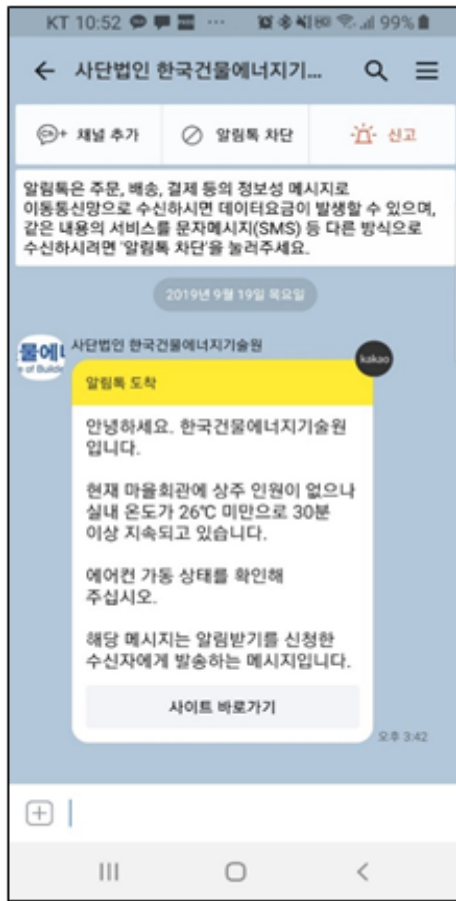 KT 10:52 ... 99%
사단법인 한국건물에너지기...
채널 추가
알림톡 차단
신고
알림톡은 주문, 배송, 결제 등의 정보성 메시지로
이동통신망으로 수신하시면 데이터요금이 발생할 수 있으며,
같은 내용의 서비스를 문자메시지(SMS) 등 다른 방식으로
수신하시려면 '알림톡 차단'을 눌러주세요.
2019년 9월 19일 목요일
물에너
사단법인 한국건물에너지기술원
kakao
알림톡 도착
안녕하세요. 한국건물에너지기술원
입니다.
현재 마을회관에 상주 인원이 없으나
실내 온도가 26℃ 미만으로 30분
이상 지속되고 있습니다.
에어컨 가동 상태를 확인해
주십시오.
해당 메시지는 알림받기를 신청한
수신자에게 발송하는 메시지입니다.
사이트 바로가기
오후 3:42